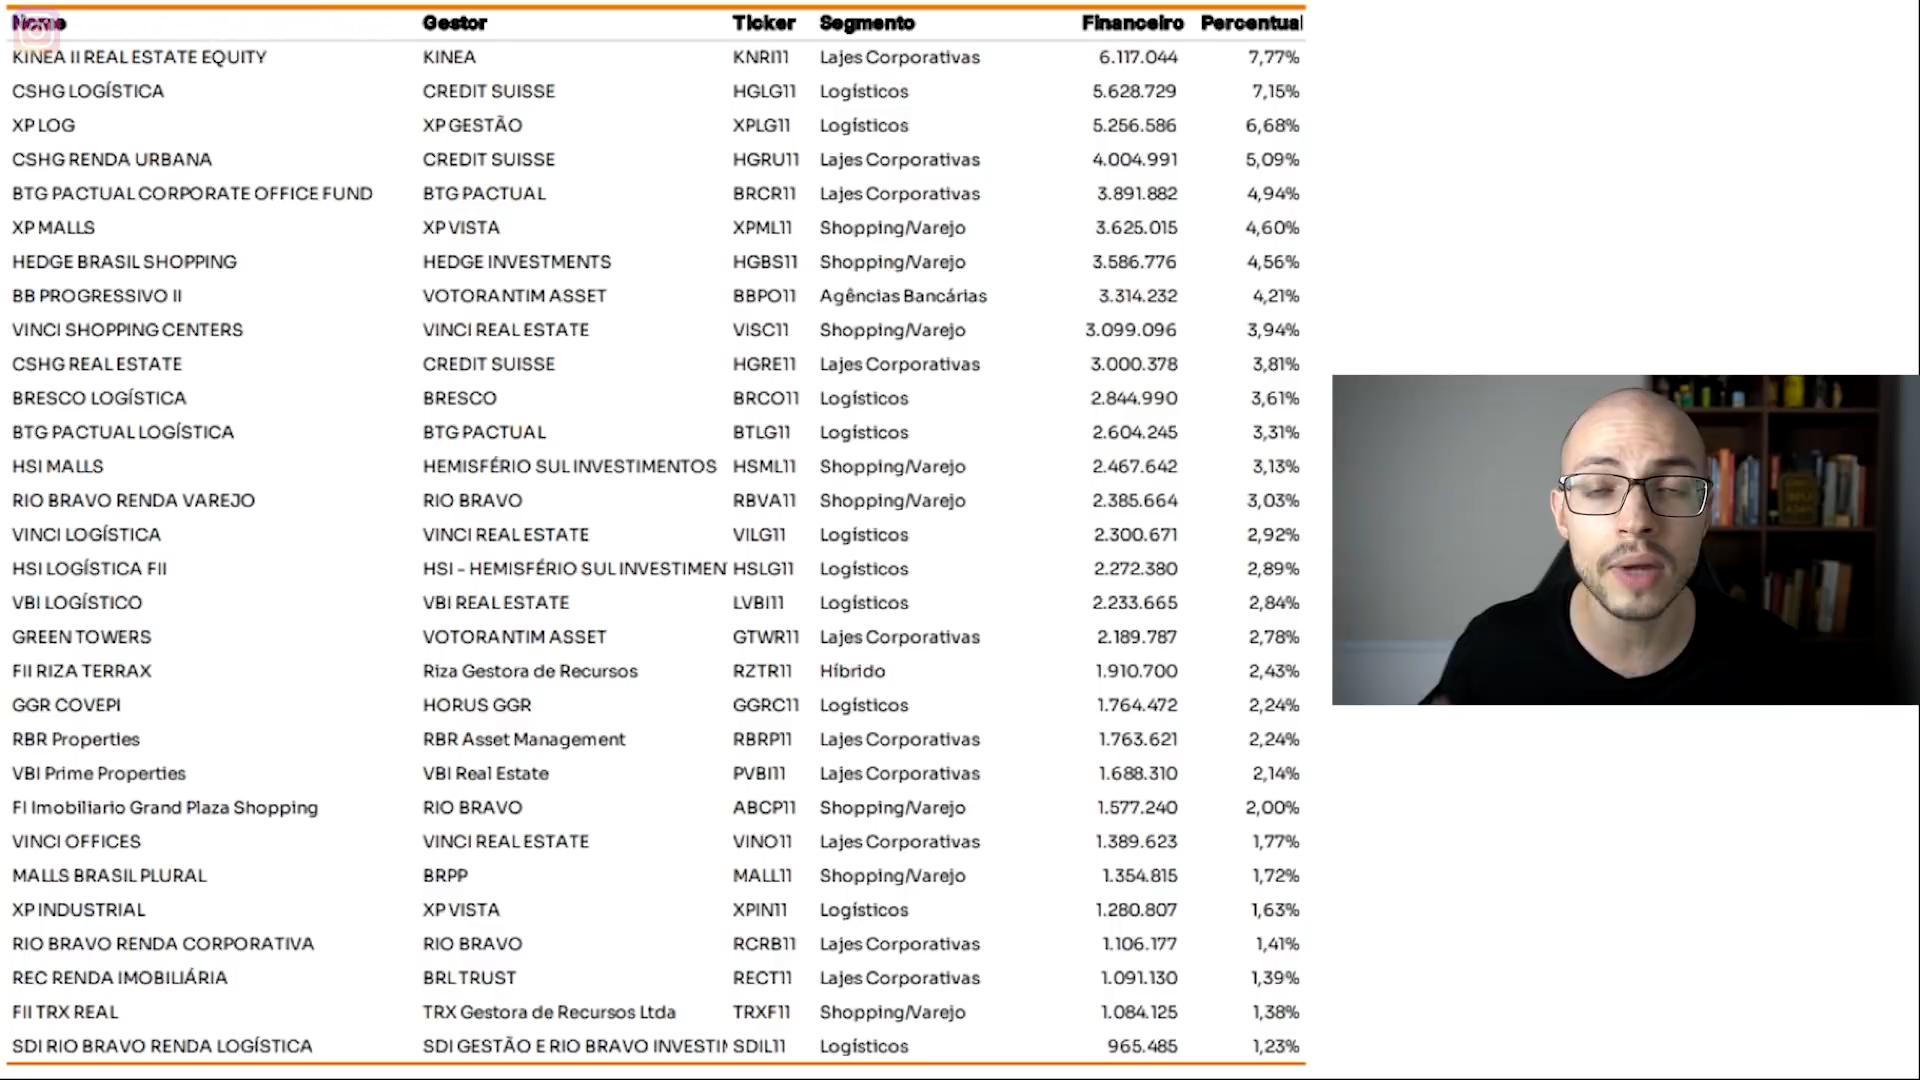 Nome Gestor Ticker Segmento Financeiro Percentual
KINEA II REAL ESTATE EQUITY KINEA KNRI11 Lajes Corporativas 6.117.044 7,77%
CSHG LOGÍSTICA CREDIT SUISSE HGLG11 Logísticos 5.628.729 7,15%
XP LOG XP GESTÃO XPLG11 Logísticos 5.256.586 6,68%
CSHG RENDA URBANA CREDIT SUISSE HGRU11 Lajes Corporativas 4.004.991 5,09%
BTG PACTUAL CORPORATE OFFICE FUND BTG PACTUAL BRCR11 Lajes Corporativas 3.891.882 4,94%
XP MALLS XP VISTA XPML11 Shopping/Varejo 3.625.015 4,60%
HEDGE BRASIL SHOPPING HEDGE INVESTMENTS HGBS11 Shopping/Varejo 3.586.776 4,56%
BB PROGRESSIVO II VOTORANTIM ASSET BBPO11 Agências Bancárias 3.314.232 4,21%
VINCI SHOPPING CENTERS VINCI REAL ESTATE VISC11 Shopping/Varejo 3.099.096 3,94%
CSHG REAL ESTATE CREDIT SUISSE HGRE11 Lajes Corporativas 3.000.378 3,81%
BRESCO LOGÍSTICA BRESCO BRCO11 Logísticos 2.844.990 3,61%
BTG PACTUAL LOGÍSTICA BTG PACTUAL BTLG11 Logísticos 2.604.245 3,31%
HSI MALLS HEMISFÉRIO SUL INVESTIMENTOS HSML11 Shopping/Varejo 2.467.642 3,13%
RIO BRAVO RENDA VAREJO RIO BRAVO RBVA11 Shopping/Varejo 2.385.664 3,03%
VINCI LOGÍSTICA VINCI REAL ESTATE VILG11 Logísticos 2.300.671 2,92%
HSI LOGÍSTICA FII HSI - HEMISFÉRIO SUL INVESTIMEN HSLG11 Logísticos 2.272.380 2,89%
VBI LOGÍSTICO VBI REAL ESTATE LVBI11 Logísticos 2.233.665 2,84%
GREEN TOWERS VOTORANTIM ASSET GTWR11 Lajes Corporativas 2.189.787 2,78%
FII RIZA TERRAX Riza Gestora de Recursos RZTR11 Híbrido 1.910.700 2,43%
GGR COVEPI HORUS GGR GGRC11 Logísticos 1.764.472 2,24%
RBR Properties RBR Asset Management RBRP11 Lajes Corporativas 1.763.621 2,24%
VBI Prime Properties VBI Real Estate PVBI11 Lajes Corporativas 1.688.310 2,14%
FI Imobiliario Grand Plaza Shopping RIO BRAVO ABCP11 Shopping/Varejo 1.577.240 2,00%
VINCI OFFICES VINCI REAL ESTATE VINO11 Lajes Corporativas 1.389.623 1,77%
MALLS BRASIL PLURAL BRPP MALL11 Shopping/Varejo 1.354.815 1,72%
XP INDUSTRIAL XP VISTA XPIN11 Logísticos 1.280.807 1,63%
RIO BRAVO RENDA CORPORATIVA RIO BRAVO RCRB11 Lajes Corporativas 1.106.177 1,41%
REC RENDA IMOBILIÁRIA BRL TRUST RECT11 Lajes Corporativas 1.091.130 1,39%
FII TRX REAL TRX Gestora de Recursos Ltda TRXF11 Shopping/Varejo 1.084.125 1,38%
SDI RIO BRAVO RENDA LOGÍSTICA SDI GESTÃO E RIO BRAVO INVESTIN SDIL11 Logísticos 965.485 1,23%